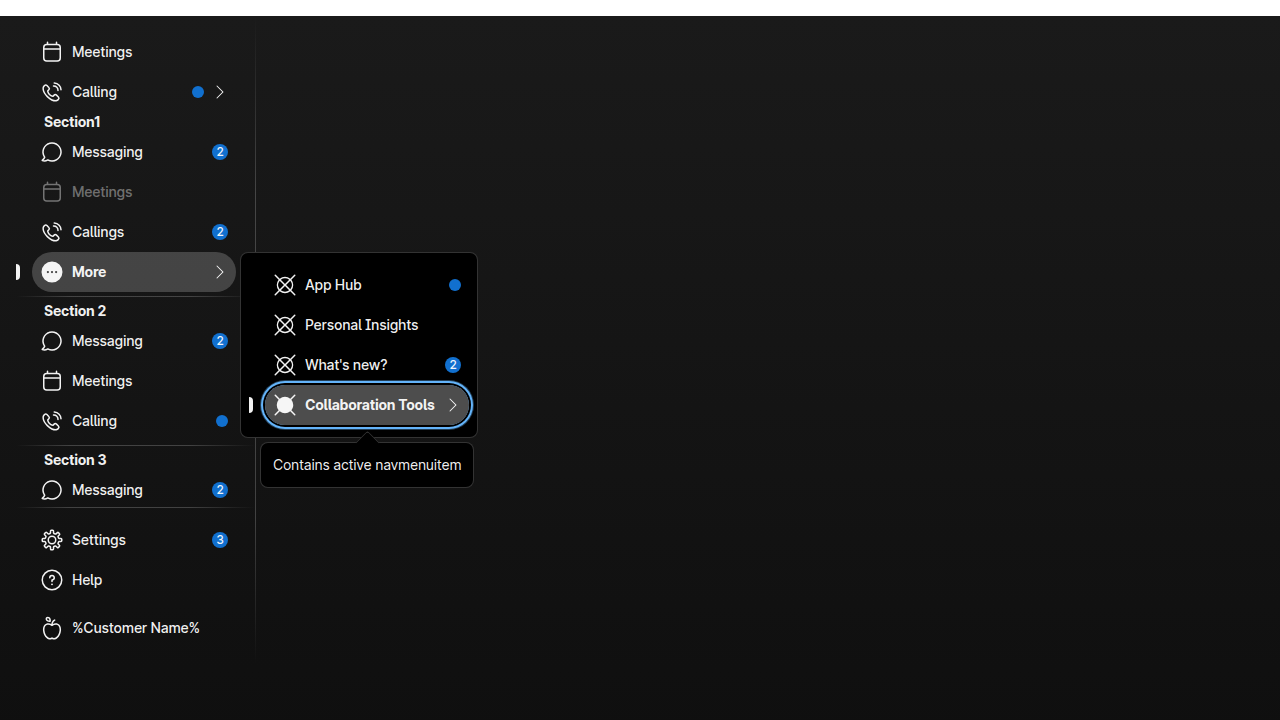 Meetings
Calling
Section1
Messaging 2
Meetings
Callings 2
More
App Hub
Personal Insights
What's new? 2
Collaboration Tools
Contains active navmenuitem
Section 2
Messaging 2
Meetings
Calling
Section 3
Messaging 2
Settings 3
Help
%Customer Name%